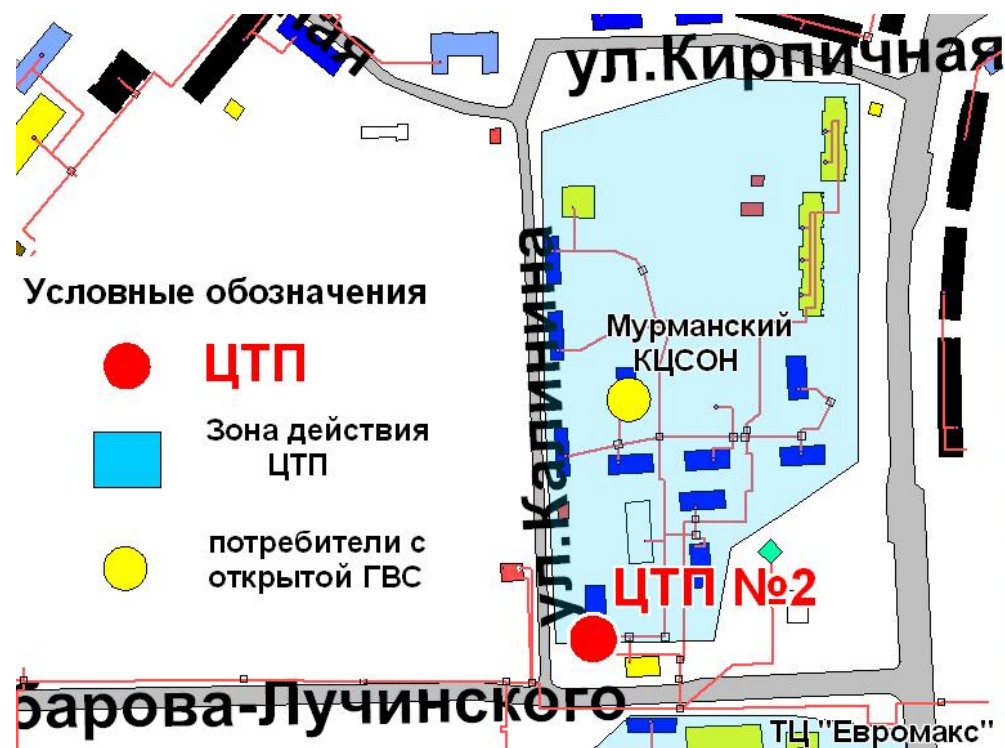 ная
ул.Кирпичная
Условные обозначения
ЦТП
Зона действия
ЦТП
потребители с
открытой ГВС
ул.Калинина
Мурманский
КЦСОН
ЦТП №2
барова-Лучинского
ТЦ "Евромакс"